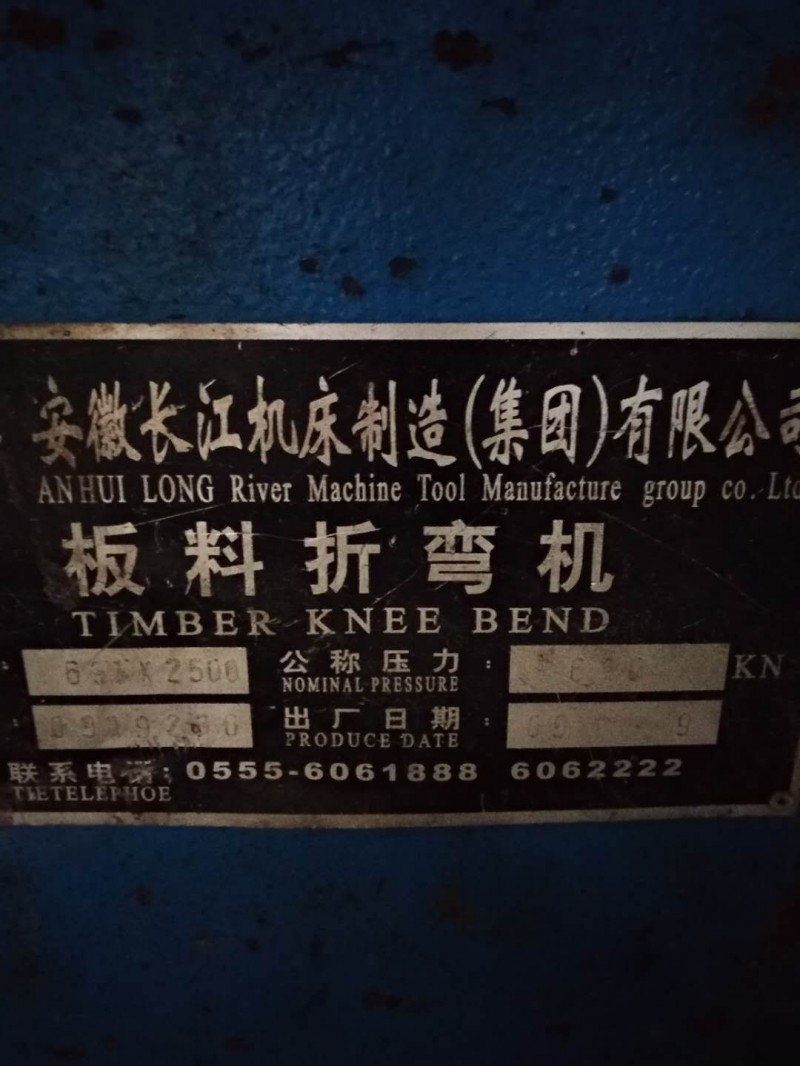 安徽长江机床制造(集团)有限公司
ANHUI LONG River Machine Tool Manufacture group co.Ltd
板料折弯机
TIMBER KNEE BEND
公称压力: KN
NOMINAL PRESSURE
出厂日期:
PRODUCE DATE
联系电话: 0555-6061888 6062222
TIETELEPHOE